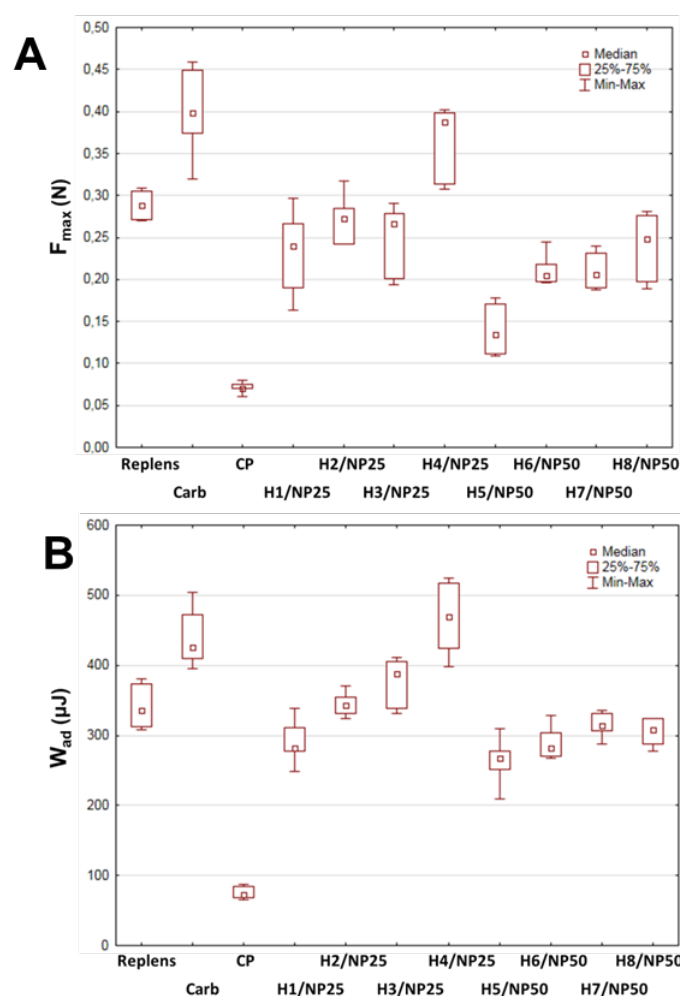 A
0,50
0,45
0,40
0,35
0,30
0,25
0,20
0,15
0,10
0,05
0,00
Fmax (N)
Median
25%-75%
Min-Max
Replens CP H2/NP25 H4/NP25 H6/NP50 H8/NP50
Carb H1/NP25 H3/NP25 H5/NP50 H7/NP50
B
600
500
400
300
200
100
0
Wad (µJ)
Median
25%-75%
Min-Max
Replens CP H2/NP25 H4/NP25 H6/NP50 H8/NP50
Carb H1/NP25 H3/NP25 H5/NP50 H7/NP50